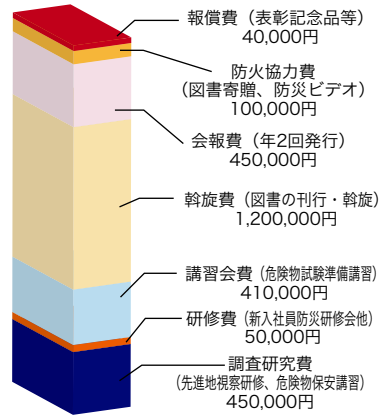 報償費（表彰記念品等）
40,000円
防火協力費
（図書寄贈、防災ビデオ）
100,000円
会報費（年2回発行）
450,000円
斡旋費（図書の刊行・斡旋）
1,200,000円
講習会費（危険物試験準備講習）
410,000円
研修費（新入社員防災研修会他）
50,000円
調査研究費
（先進地視察研修、危険物保安講習）
450,000円